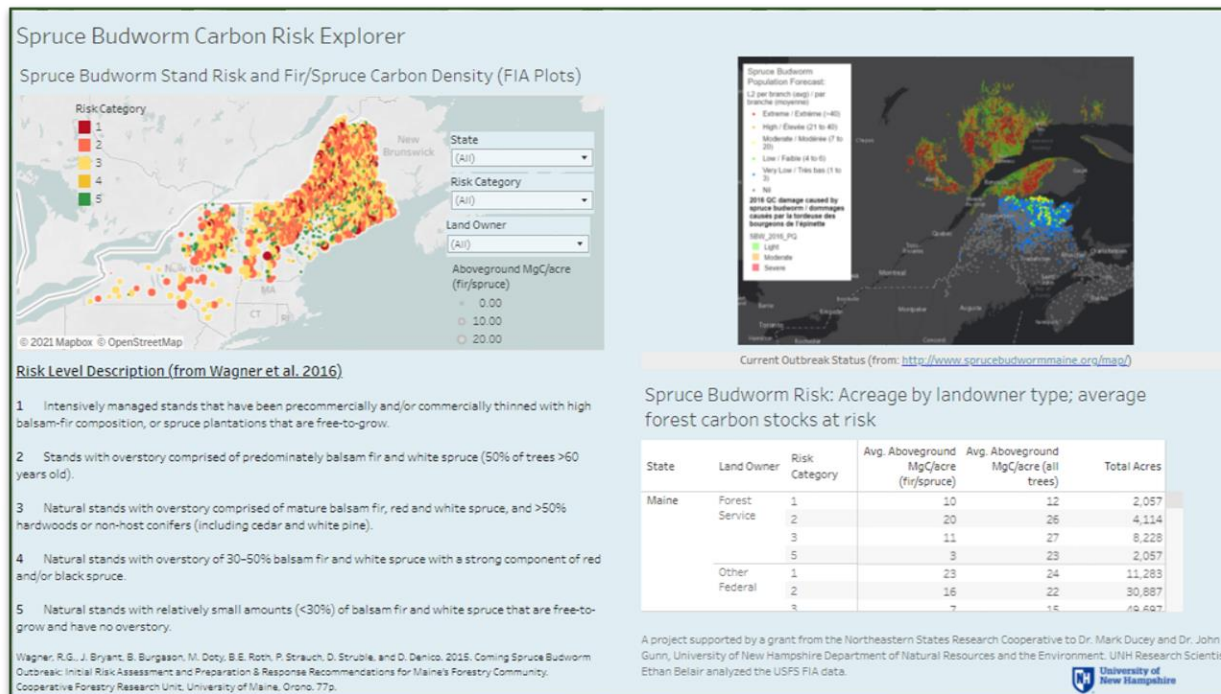 Spruce Budworm Carbon Risk Explorer
Spruce Budworm Stand Risk and Fir/Spruce Carbon Density (FIA Plots)
Risk Category
1
2
3
4
5
New
Brunswick
NEW YORK
MA
CT
RI
State
(All)
Risk Category
(All)
Land Owner
(All)
Aboveground MgC/acre
(fir/spruce)
0.00
10.00
20.00
© 2021 Mapbox © OpenStreetMap
Risk Level Description (from Wagner et al. 2016)
1 Intensively managed stands that have been precommercially and/or commercially thinned with high
balsam-fir composition, or spruce plantations that are free-to-grow.
2 Stands with overstory comprised of predominately balsam fir and white spruce (50% of trees >60
years old).
3 Natural stands with overstory comprised of mature balsam fir, red and white spruce, and >50%
hardwoods or non-host conifers (including cedar and white pine).
4 Natural stands with overstory of 30–50% balsam fir and white spruce with a strong component of red
and/or black spruce.
5 Natural stands with relatively small amounts (<30%) of balsam fir and white spruce that are free-to-
grow and have no overstory.
Wagner, R.G., J. Bryant, B. Burgason, M. Doty, B.E. Roth, P. Strauch, D. Struble, and D. Denico. 2015. Coming Spruce Budworm
Outbreak: Initial Risk Assessment and Preparation & Response Recommendations for Maine's Forestry Community.
Cooperative Forestry Research Unit, University of Maine, Orono. 77p.
Spruce Budworm
Population Forecast:
L2 per branch (avg) / par
branche (moyenne)
Extreme / Extrême (>40)
High / Élevée (21 to 40)
Moderate / Modérée (7 to
20)
Low / Faible (4 to 6)
Very Low / Très bas (1 to
3)
Nil
2016 QC damage caused by
spruce budworm / dommages
causés par la tordeuse des
bourgeons de l'épinette
Light
Moderate
Severe
Quebec
Montréal
Montpelier
Augusta
Concord
Current Outbreak Status (from: http://www.sprucebudwormmaine.org/map/)
Spruce Budworm Risk: Acreage by landowner type; average
forest carbon stocks at risk
State Land Owner Risk Category Avg. Aboveground MgC/acre (fir/spruce) Avg. Aboveground MgC/acre (all trees) Total Acres
Maine Forest Service 1 10 12 2,057
2 20 26 4,114
3 11 27 8,228
5 3 23 2,057
Other Federal 1 23 24 11,283
2 16 22 30,887
3 7 15 49,697
A project supported by a grant from the Northeastern States Research Cooperative to Dr. Mark Ducey and Dr. John
Gunn, University of New Hampshire Department of Natural Resources and the Environment. UNH Research Scientis
Ethan Belair analyzed the USFS FIA data.
University of
New Hampshire